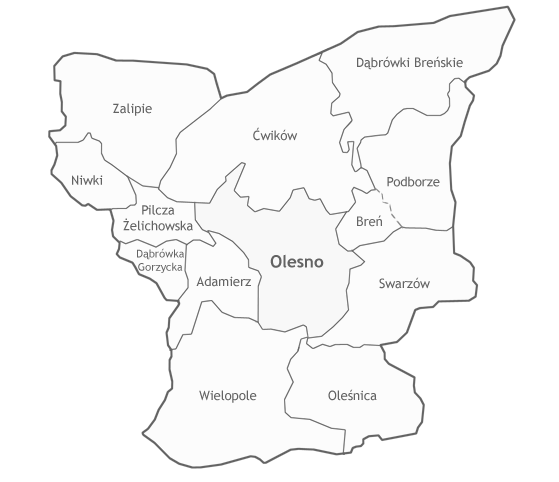 Dąbrówki Breńskie
Zalipie
Ćwików
Niwki
Podborze
Pilcza
Żelichowska
Breń
Dąbrówka
Gorzycka
Olesno
Adamierz
Swarzów
Wielopole
Oleśnica